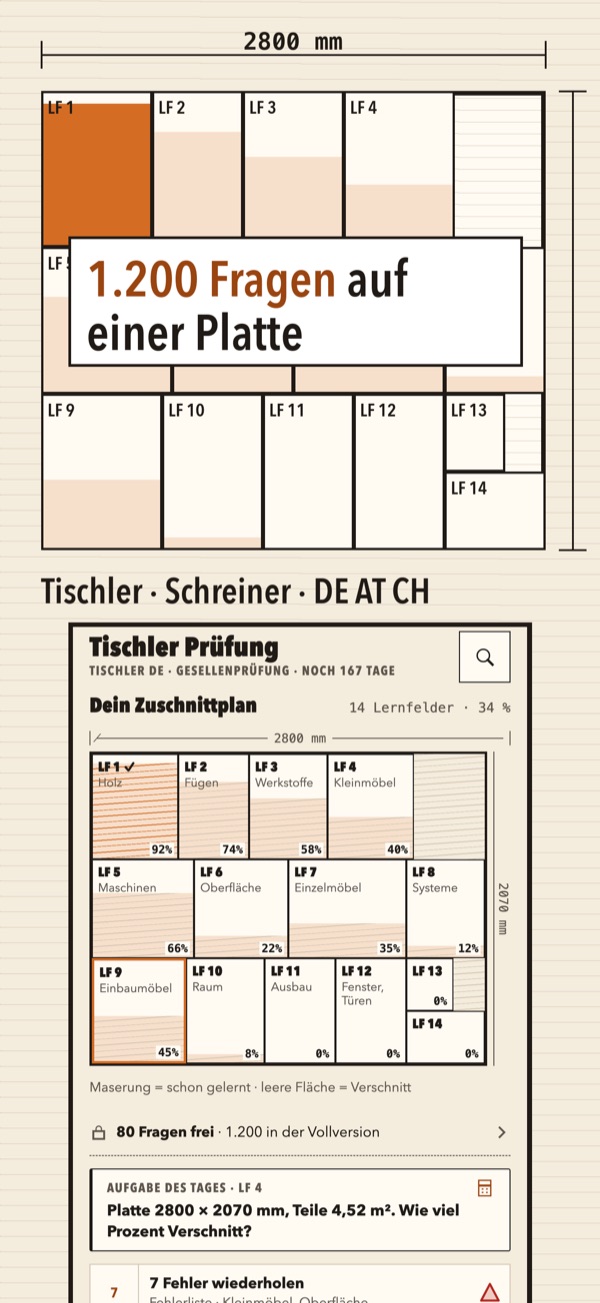 2800 mm
LF 1
LF 2
LF 3
LF 4
LF
1.200 Fragen auf
einer Platte
LF 9
LF 10
LF 11
LF 12
LF 13
LF 14
Tischler · Schreiner · DE AT CH
Tischler Prüfung
TISCHLER DE · GESELLENPRÜFUNG · NOCH 167 TAGE
Dein Zuschnittplan
14 Lernfelder · 34 %
2800 mm
LF 1 ✓
Holz
92%
LF 2
Fügen
74%
LF 3
Werkstoffe
58%
LF 4
Kleinmöbel
40%
LF 5
Maschinen
66%
LF 6
Oberfläche
22%
LF 7
Einzelmöbel
35%
LF 8
Systeme
12%
2070 mm
LF 9
Einbaumöbel
45%
LF 10
Raum
8%
LF 11
Ausbau
0%
LF 12
Fenster,
Türen
0%
LF 13
0%
LF 14
0%
Maserung = schon gelernt · leere Fläche = Verschnitt
80 Fragen frei · 1.200 in der Vollversion
AUFGABE DES TAGES · LF 4
Platte 2800 × 2070 mm, Teile 4,52 m². Wie viel
Prozent Verschnitt?
7
7 Fehler wiederholen
Fehlerliste · Kleinmöbel, Oberfläche